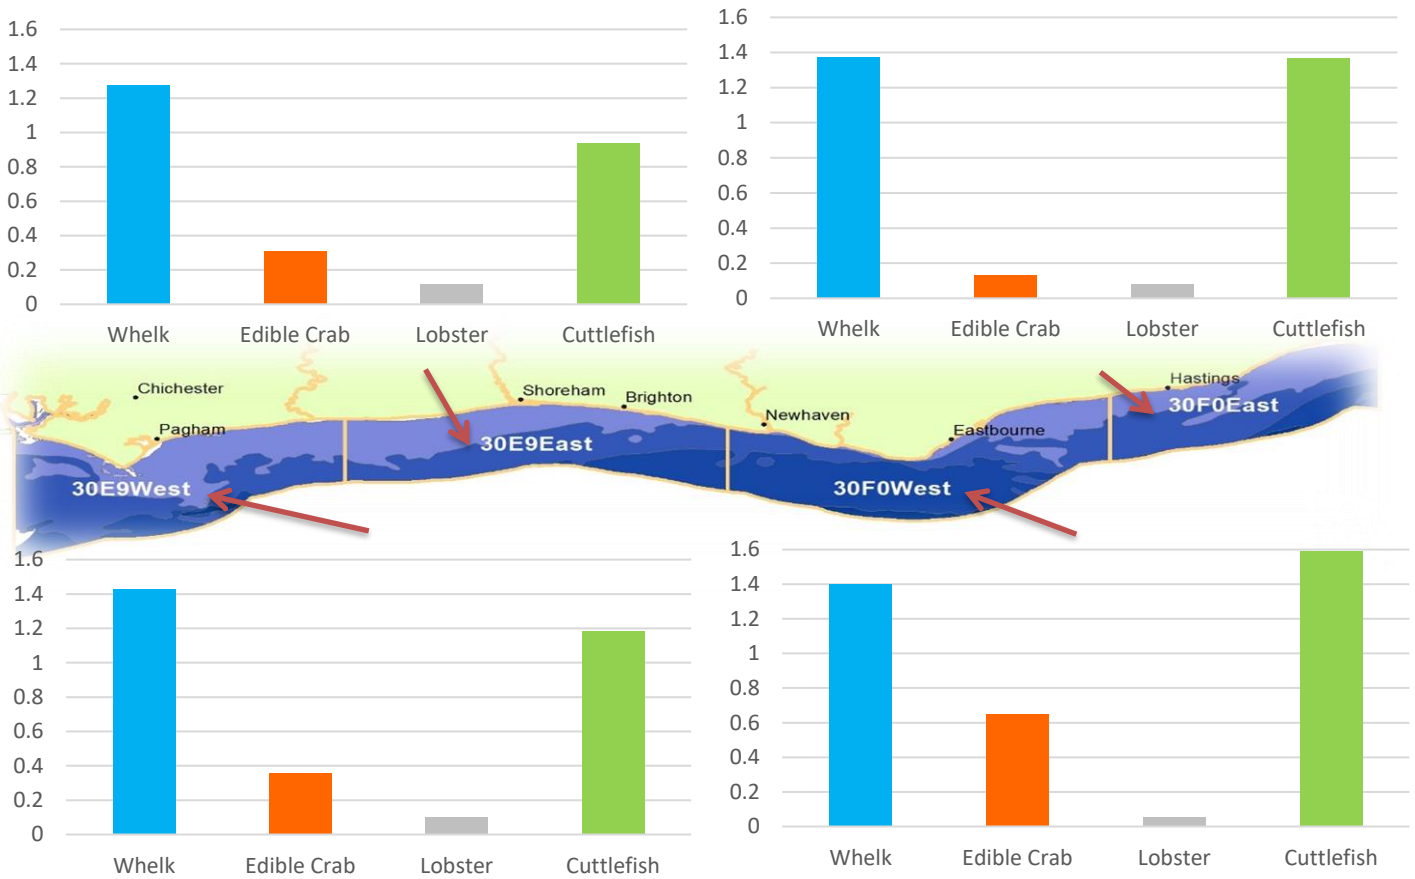 1.6
1.4
1.2
1
0.8
0.6
0.4
0.2
0
Whelk Edible Crab Lobster Cuttlefish
1.6
1.4
1.2
1
0.8
0.6
0.4
0.2
0
Whelk Edible Crab Lobster Cuttlefish
Chichester
Pagham
Shoreham
Brighton
Newhaven
Eastbourne
Hastings
30E9West
30E9East
30F0West
30F0East
1.6
1.4
1.2
1
0.8
0.6
0.4
0.2
0
Whelk Edible Crab Lobster Cuttlefish
1.6
1.4
1.2
1
0.8
0.6
0.4
0.2
0
Whelk Edible Crab Lobster Cuttlefish